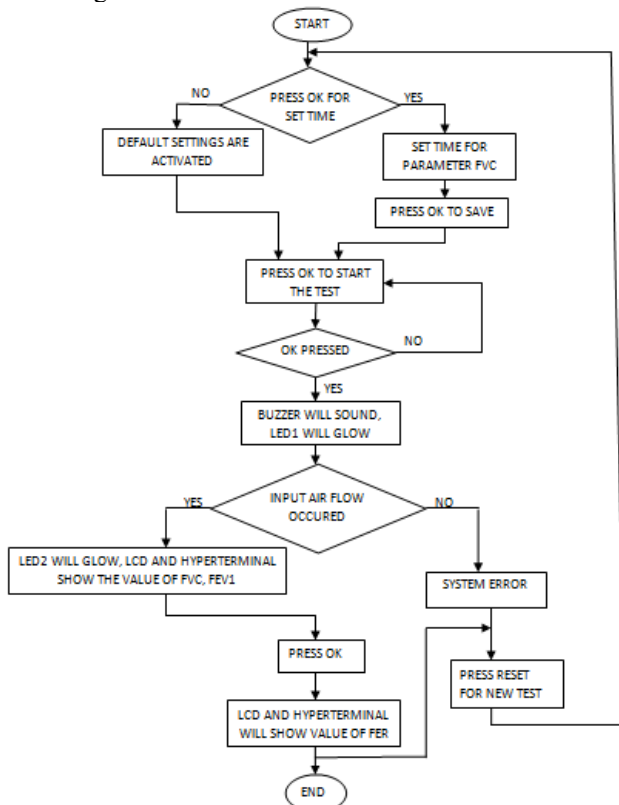 START
NO
YES
PRESS OK FOR
SET TIME
DEFAULT SETTINGS ARE
ACTIVATED
SET TIME FOR
PARAMETER FVC
PRESS OK TO SAVE
PRESS OK TO START
THE TEST
OK PRESSED
NO
YES
BUZZER WILL SOUND,
LED1 WILL GLOW
YES
INPUT AIR FLOW
OCCURED
NO
LED2 WILL GLOW, LCD AND HYPERTERMINAL
SHOW THE VALUE OF FVC, FEV1
SYSTEM ERROR
PRESS OK
PRESS RESET
FOR NEW TEST
LCD AND HYPERTERMINAL
WILL SHOW VALUE OF FER
END